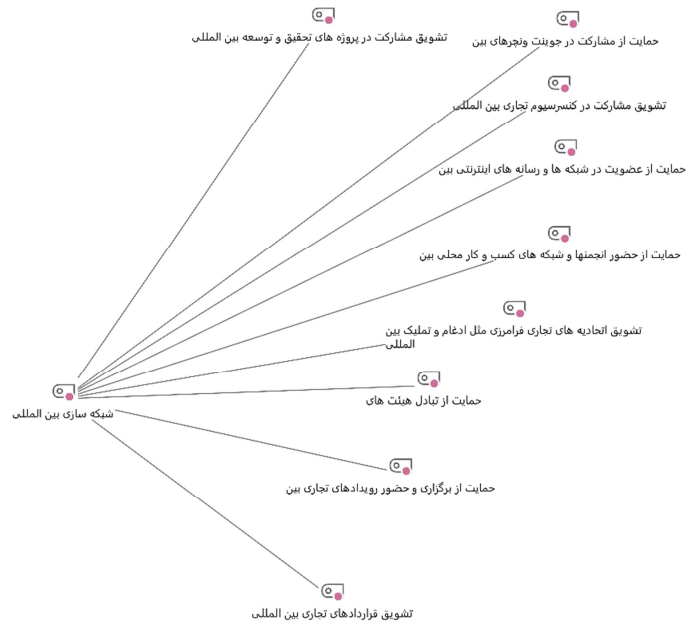 تشویق مشارکت در پروژه های تحقیق و توسعه بین المللی
حمایت از مشارکت در جوینت ونچرهای بین
تشویق مشارکت در کنسرسیوم تجاری بین المللی
حمایت از عضویت در شبکه ها و رسانه های اینترنتی بین
حمایت از حضور انجمنها و شبکه های کسب و کار محلی بین
تشویق اتحادیه های تجاری فرامرزی مثل ادغام و تملیک بین
المللی
حمایت از تبادل هیئت های
شبکه سازی بین المللی
حمایت از برگزاری و حضور رویدادهای تجاری بین
تشویق قراردادهای تجاری بین المللی